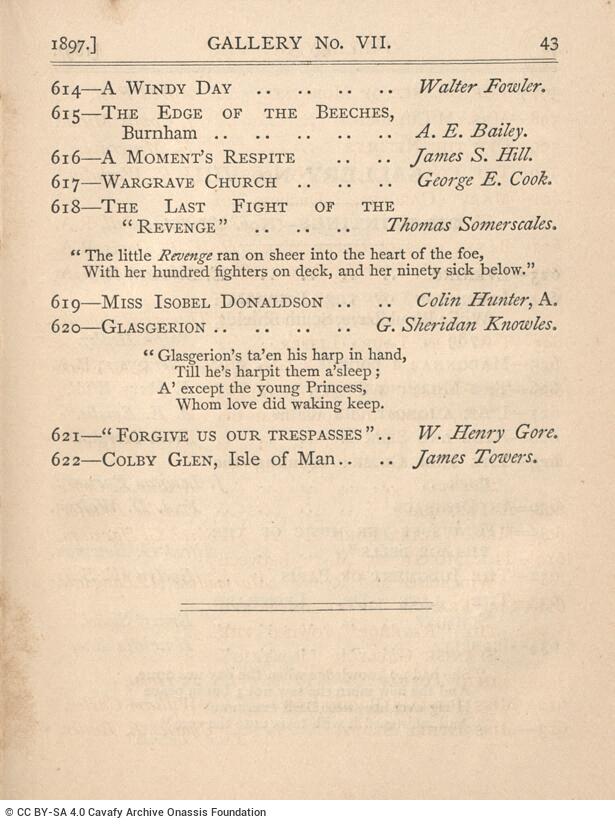 1897.] GALLERY No. VII. 43
614—A Windy Day .. .. .. .. Walter Fowler.
615—The Edge of the Beeches,
Burnham .. .. .. .. .. A. E. Bailey.
616—A Moment's Respite .. .. James S. Hill.
617—Wargrave Church .. .. .. George E. Cook.
618—The Last Fight of the
"Revenge" .. .. .. Thomas Somerscales.
"The little Revenge ran on sheer into the heart of the foe,
With her hundred fighters on deck, and her ninety sick below."
619—Miss Isobel Donaldson .. .. Colin Hunter, A.
620—Glasgerion .. .. .. .. G. Sheridan Knowles.
"Glasgerion's ta'en his harp in hand,
Till he's harpit them a'sleep;
A' except the young Princess,
Whom love did waking keep.
621—"Forgive us our trespasses" .. W. Henry Gore.
622—Colby Glen, Isle of Man .. .. James Towers.
© CC BY-SA 4.0 Cavafy Archive Onassis Foundation